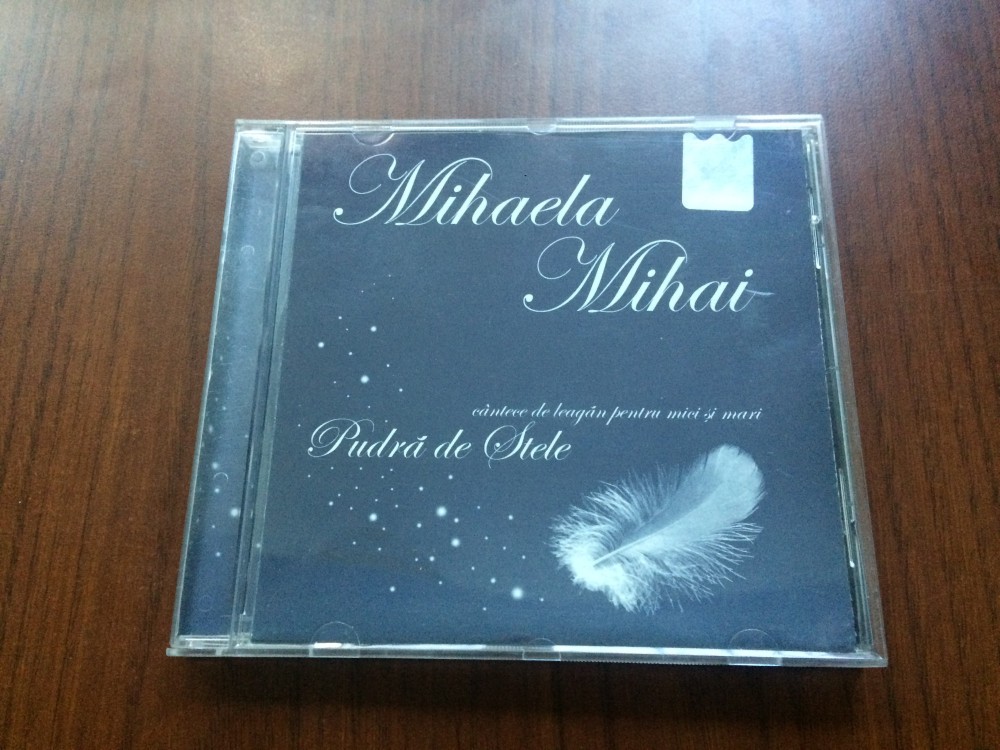 Mihaela
Mihai
cântece de leagăn pentru mici și mari
Pudră de Stele